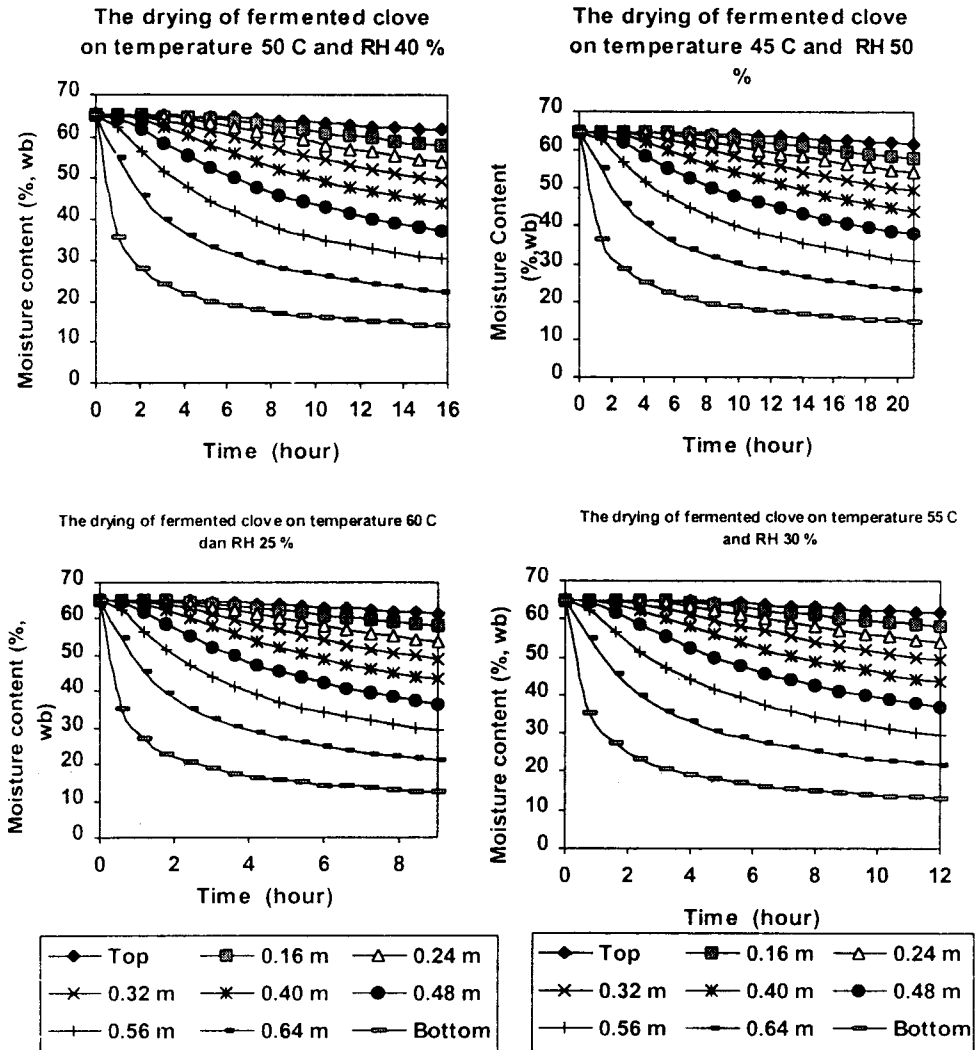 The drying of fermented clove
on temperature 50 C and RH 40 %
Moisture content (%, wb)
70
60
50
40
30
20
10
0
0 2 4 6 8 10 12 14 16
Time (hour)
The drying of fermented clove
on temperature 45 C and RH 50
%
Moisture Content
(%,wb)
70
60
50
40
30
20
10
0
0 2 4 6 8 10 12 14 16 18 20
Time (hour)
The drying of fermented clove on temperature 60 C
dan RH 25 %
Moisture content (%,
wb)
70
60
50
40
30
20
10
0
0 2 4 6 8
Time (hour)
The drying of fermented clove on temperature 55 C
and RH 30 %
Moisture content (%, wb)
70
60
50
40
30
20
10
0
0 2 4 6 8 10 12
Time (hour)
Top 0.16 m 0.24 m
0.32 m 0.40 m 0.48 m
0.56 m 0.64 m Bottom
Top 0.16 m 0.24 m
0.32 m 0.40 m 0.48 m
0.56 m 0.64 m Bottom